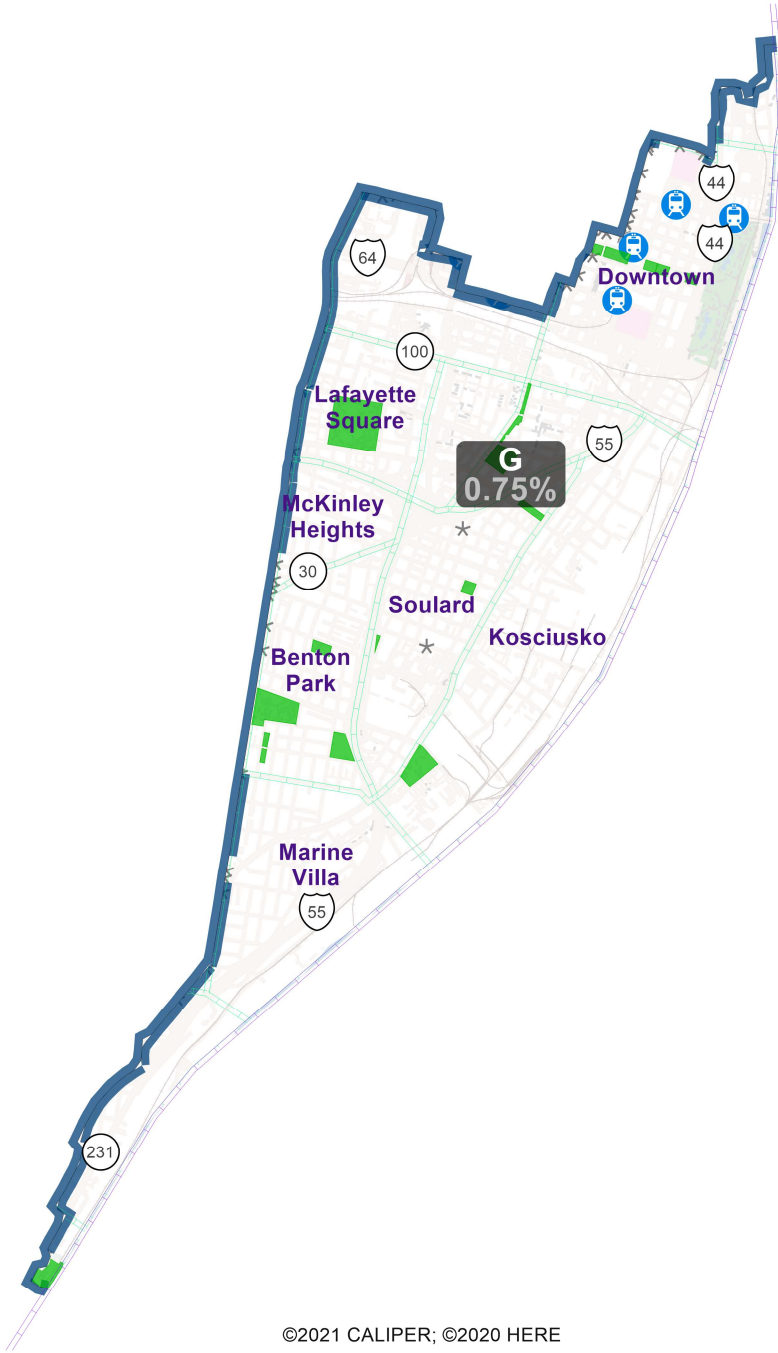 44
44
64
Downtown
100
Lafayette
Square
55
G
0.75%
McKinley
Heights
30
Soulard
Kosciusko
Benton
Park
Marine
Villa
55
231
©2021 CALIPER; ©2020 HERE